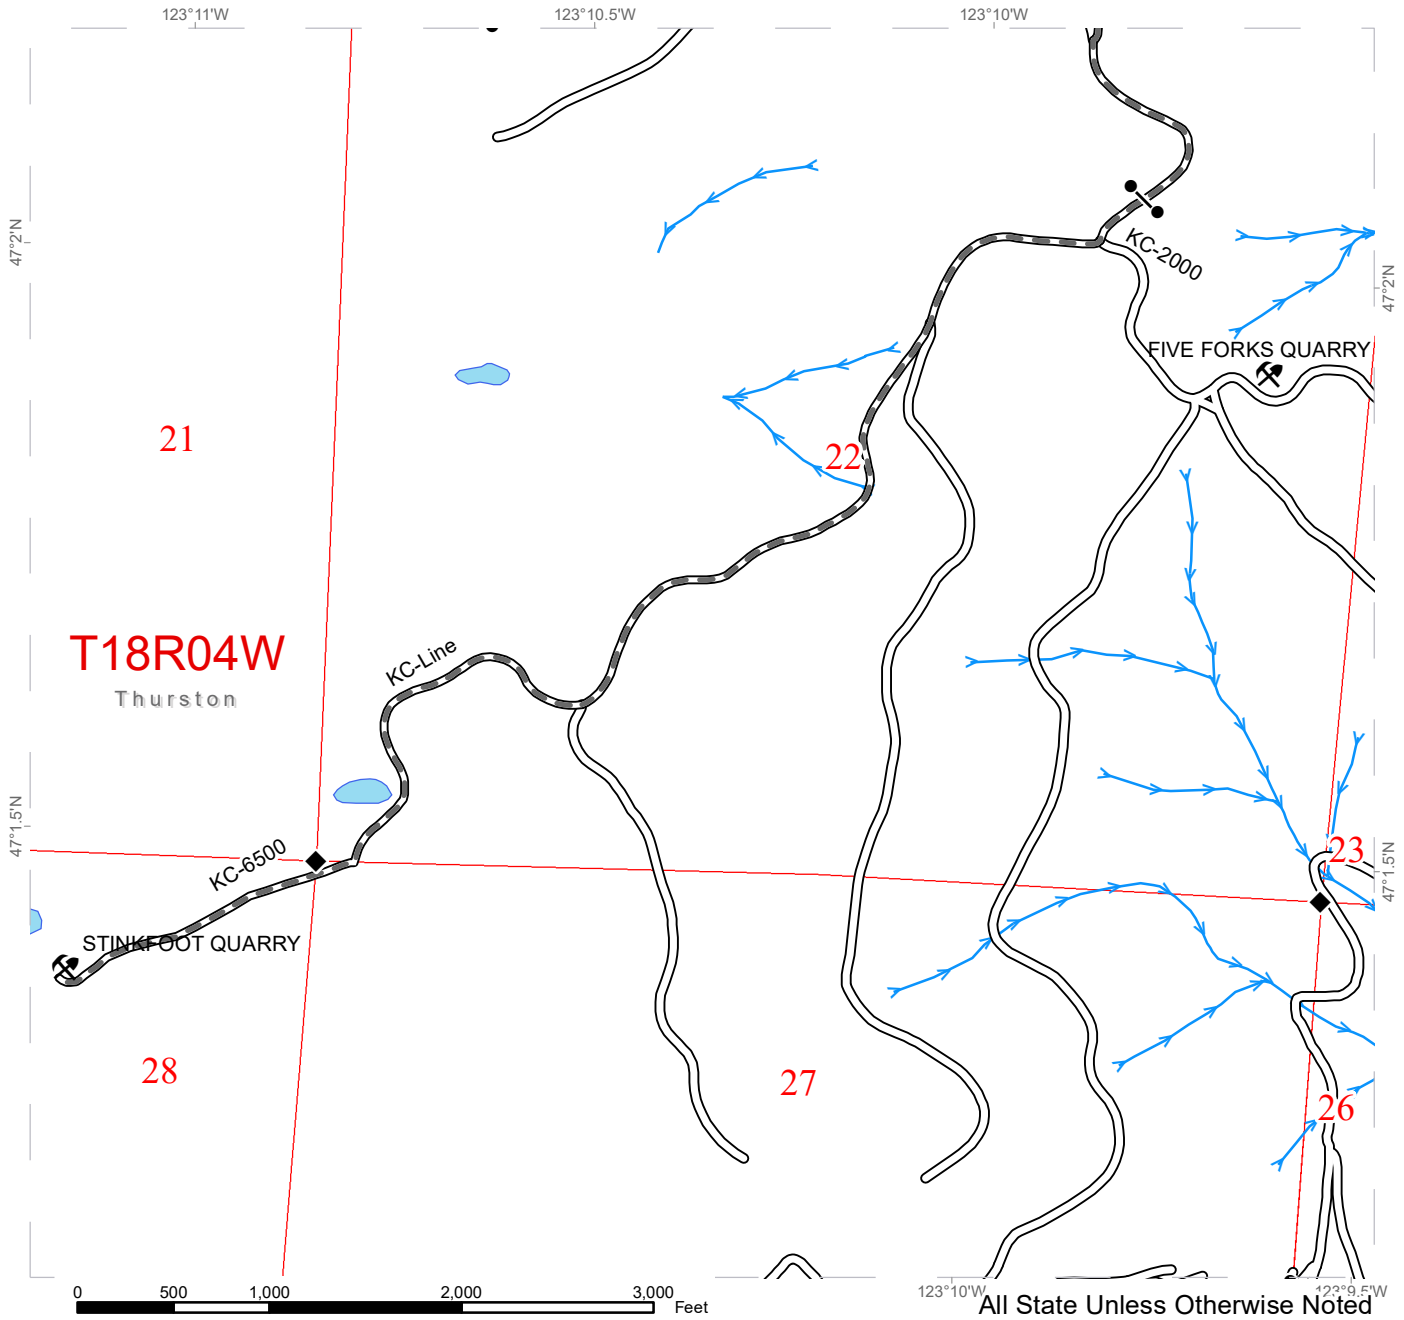 123°11'W
123°10.5'W
123°10'W
47°2'N
KC-2000
47°2'N
FIVE FORKS QUARRY
21
22
T18R04W
Thurston
KC-Line
47°1.5'N
KC-6500
23
47°1.5'N
STINKFOOT QUARRY
28
27
26
0
500
1,000
2,000
3,000
Feet
123°10'W
123°9.5'W
All State Unless Otherwise Noted